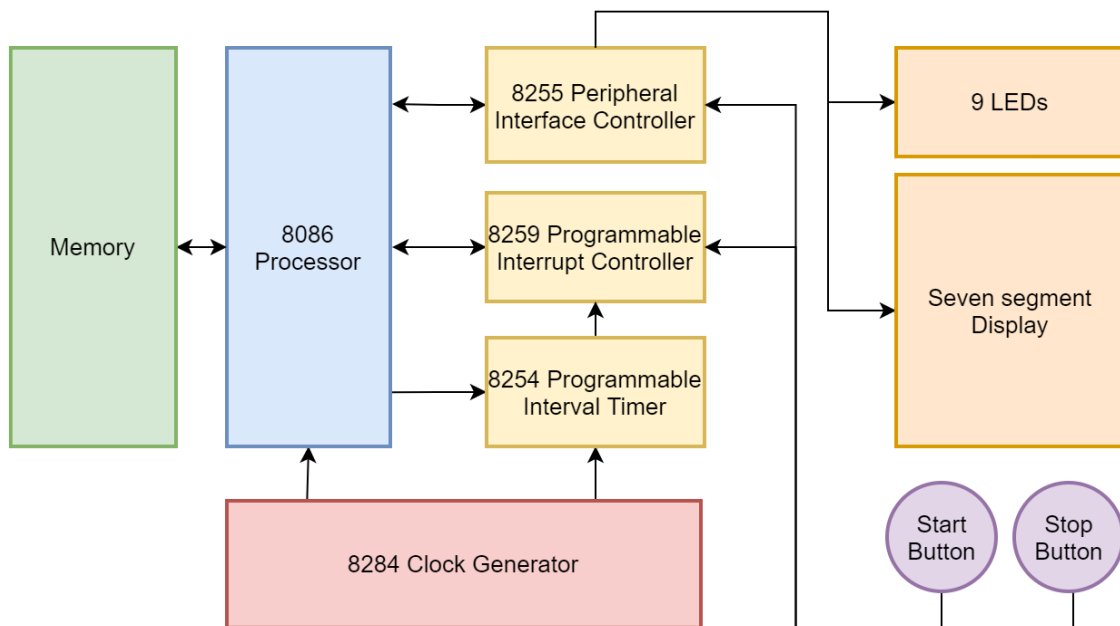 Memory
8086
Processor
8255 Peripheral
Interface Controller
8259 Programmable
Interrupt Controller
8254 Programmable
Interval Timer
8284 Clock Generator
9 LEDs
Seven segment
Display
Start
Button
Stop
Button